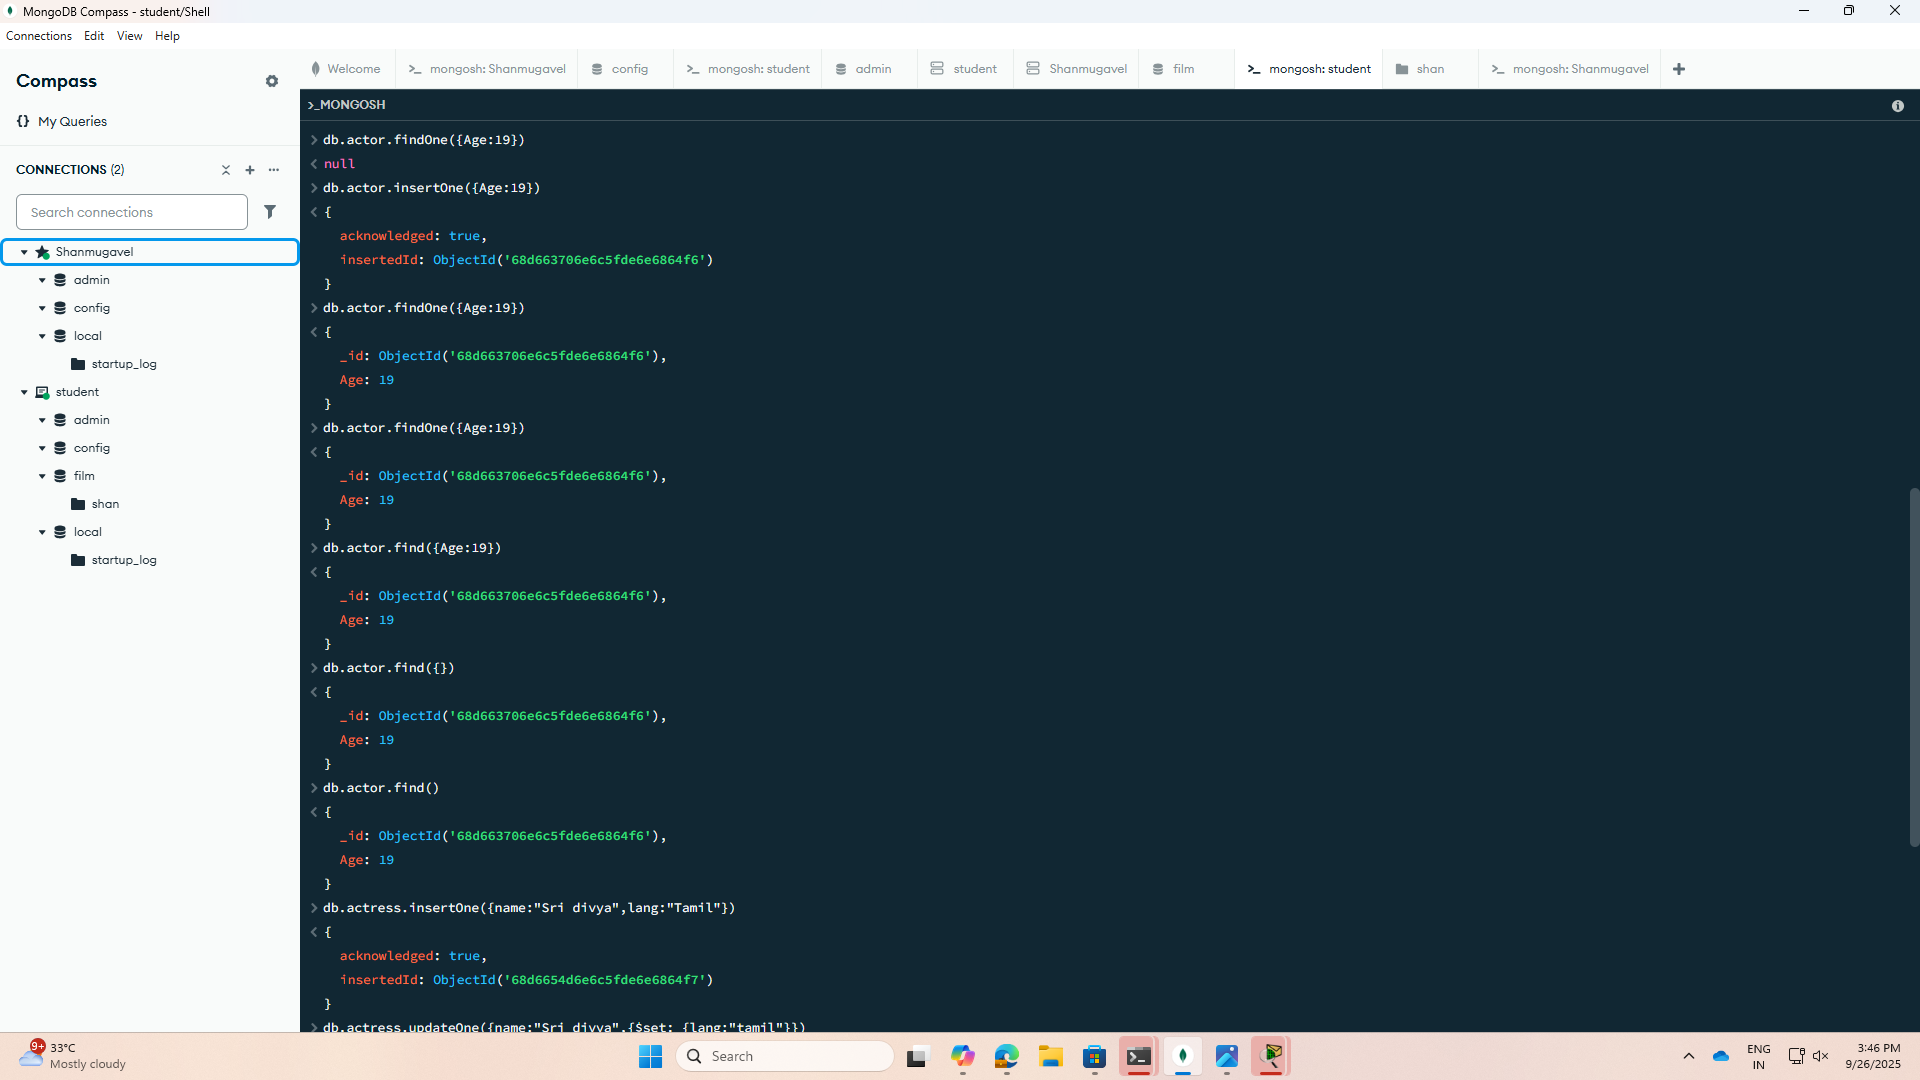 MongoDB Compass - student/Shell
Connections Edit View Help
Compass
My Queries
CONNECTIONS (2)
Search connections
Shanmugavel
admin
config
local
startup_log
student
admin
config
film
shan
local
startup_log
Welcome
mongosh: Shanmugavel
config
mongosh: student
admin
student
Shanmugavel
film
mongosh: student
shan
mongosh: Shanmugavel
>_MONGOSH
> db.actor.findOne({Age:19})
< null
> db.actor.insertOne({Age:19})
< {
acknowledged: true,
insertedId: ObjectId('68d663706e6c5fde6e6864f6')
}
> db.actor.findOne({Age:19})
< {
_id: ObjectId('68d663706e6c5fde6e6864f6'),
Age: 19
}
> db.actor.findOne({Age:19})
< {
_id: ObjectId('68d663706e6c5fde6e6864f6'),
Age: 19
}
> db.actor.find({Age:19})
< {
_id: ObjectId('68d663706e6c5fde6e6864f6'),
Age: 19
}
> db.actor.find({})
< {
_id: ObjectId('68d663706e6c5fde6e6864f6'),
Age: 19
}
> db.actor.find()
< {
_id: ObjectId('68d663706e6c5fde6e6864f6'),
Age: 19
}
> db.actress.insertOne({name:"Sri divya",lang:"Tamil"})
< {
acknowledged: true,
insertedId: ObjectId('68d6654d6e6c5fde6e6864f7')
}
> db.actress.updateOne({name:"Sri divya",{$set: {lang:"tamil"}})
9+
33°C
Mostly cloudy
Search
ENG
IN
3:46 PM
9/26/2025